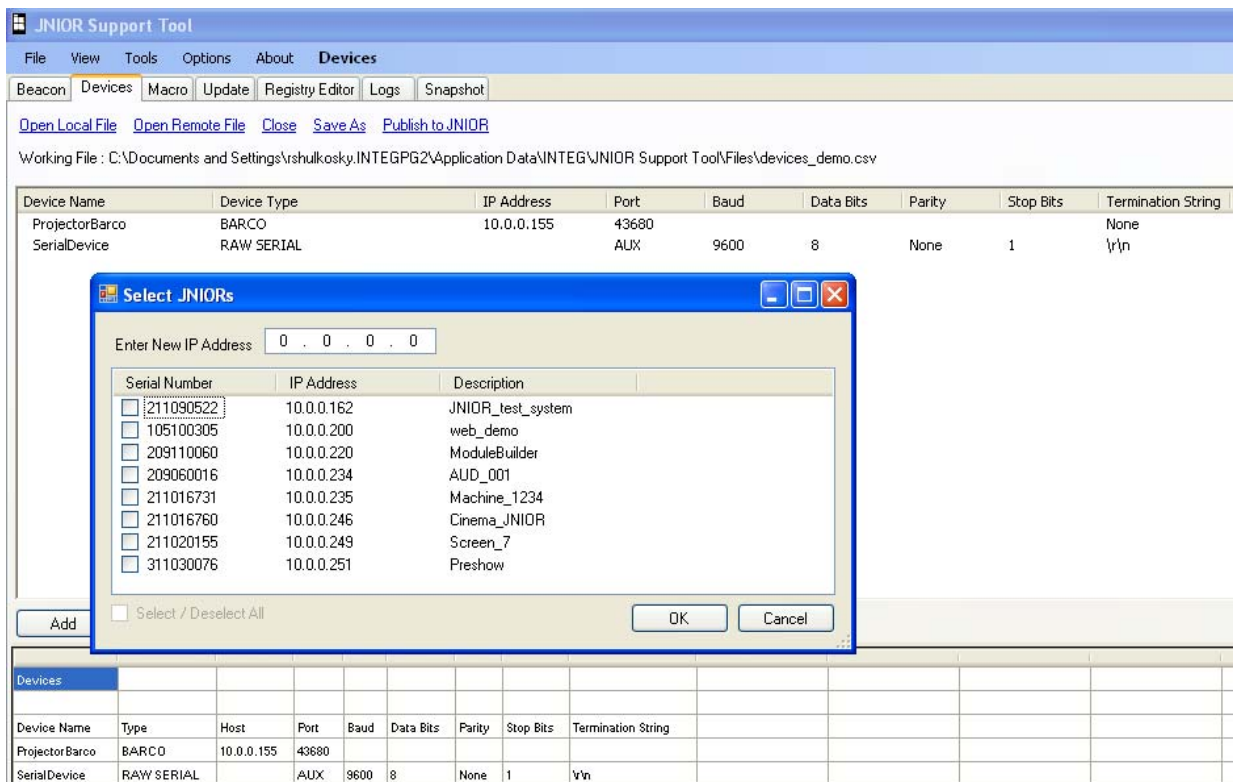 JNIOR Support Tool
File View Tools Options About Devices
Beacon Devices Macro Update Registry Editor Logs Snapshot
Open Local File Open Remote File Close Save As Publish to JNIOR
Working File : C:\Documents and Settings\rshulkosky.INTEGPG2\Application Data\INTEG\JNIOR Support Tool\Files\devices_demo.csv
Device Name Device Type IP Address Port Baud Data Bits Parity Stop Bits Termination String
ProjectorBarco BARCO 10.0.0.155 43680 None
SerialDevice RAW SERIAL AUX 9600 8 None 1 \r\n
Select JNIORs
Enter New IP Address 0 . 0 . 0 . 0
Serial Number IP Address Description
211090522 10.0.0.162 JNIOR_test_system
105100305 10.0.0.200 web_demo
209110060 10.0.0.220 ModuleBuilder
209060016 10.0.0.234 AUD_001
211016731 10.0.0.235 Machine_1234
211016760 10.0.0.246 Cinema_JNIOR
211020155 10.0.0.249 Screen_7
311030076 10.0.0.251 Preshow
Select / Deselect All OK Cancel
Add
Devices
Device Name Type Host Port Baud Data Bits Parity Stop Bits Termination String
ProjectorBarco BARCO 10.0.0.155 43680
SerialDevice RAW SERIAL AUX 9600 8 None 1 \r\n